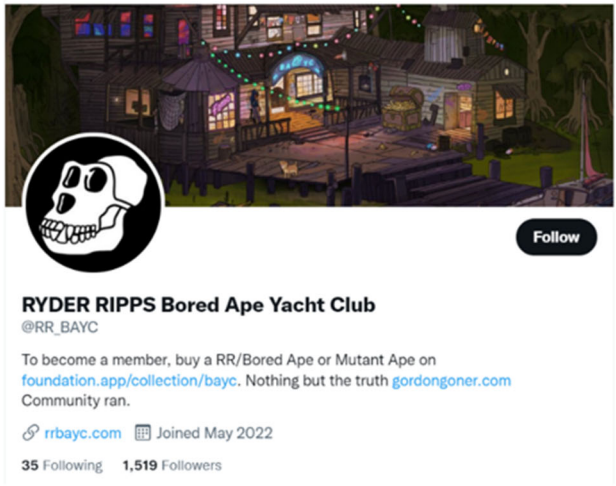 Follow
RYDER RIPPS Bored Ape Yacht Club
@RR_BAYC
To become a member, buy a RR/Bored Ape or Mutant Ape on
foundation.app/collection/bayc. Nothing but the truth gordongoner.com
Community ran.
rrbayc.com Joined May 2022
35 Following 1,519 Followers